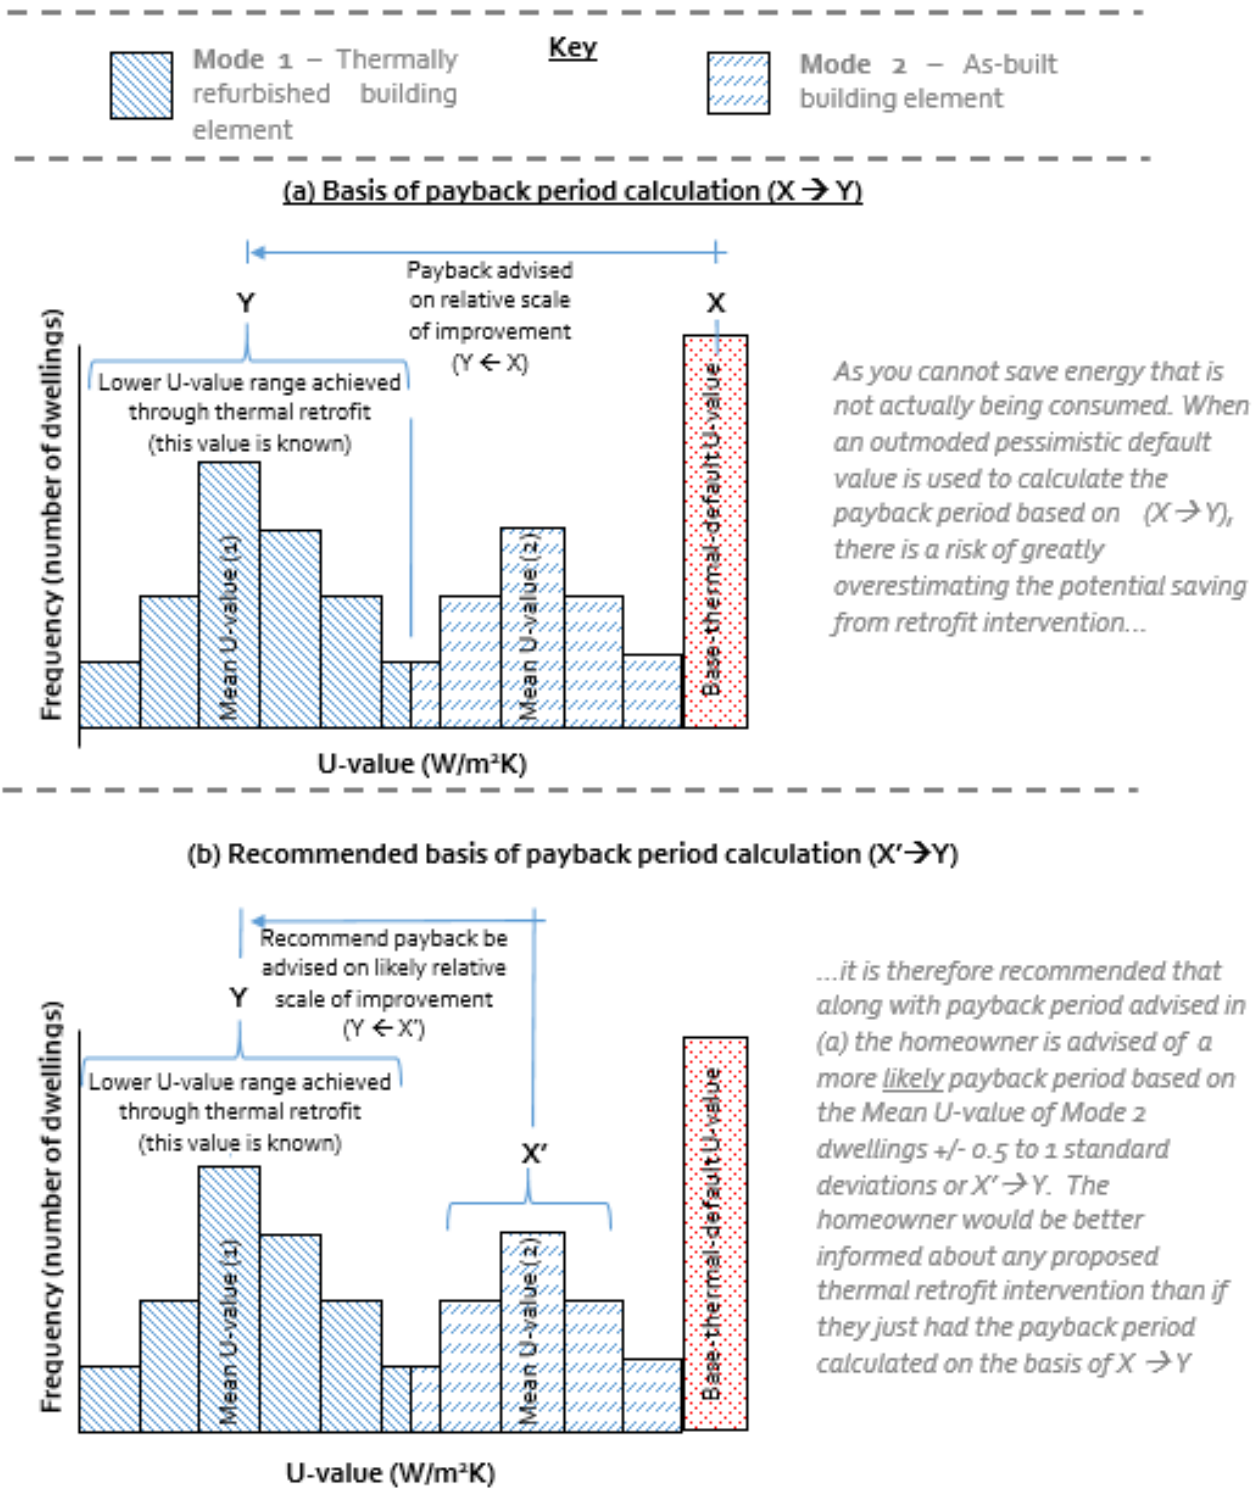 Key
Mode 1 – Thermally
refurbished building
element
Mode 2 – As-built
building element
(a) Basis of payback period calculation (X → Y)
Payback advised
on relative scale
of improvement
(Y ← X)
Y
X
Lower U-value range achieved
through thermal retrofit
(this value is known)
Mean U-value (1)
Mean U-value (2)
Base-thermal-default U-value
Frequency (number of dwellings)
U-value (W/m²K)
As you cannot save energy that is
not actually being consumed. When
an outmoded pessimistic default
value is used to calculate the
payback period based on (X → Y),
there is a risk of greatly
overestimating the potential saving
from retrofit intervention...
(b) Recommended basis of payback period calculation (X’→Y)
Recommend payback be
advised on likely relative
scale of improvement
(Y ← X’)
Y
Lower U-value range achieved
through thermal retrofit
(this value is known)
X’
Mean U-value (1)
Mean U-value (2)
Base-thermal-default U-value
Frequency (number of dwellings)
U-value (W/m²K)
...it is therefore recommended that
along with payback period advised in
(a) the homeowner is advised of a
more likely payback period based on
the Mean U-value of Mode 2
dwellings +/- 0.5 to 1 standard
deviations or X’ → Y. The
homeowner would be better
informed about any proposed
thermal retrofit intervention than if
they just had the payback period
calculated on the basis of X → Y